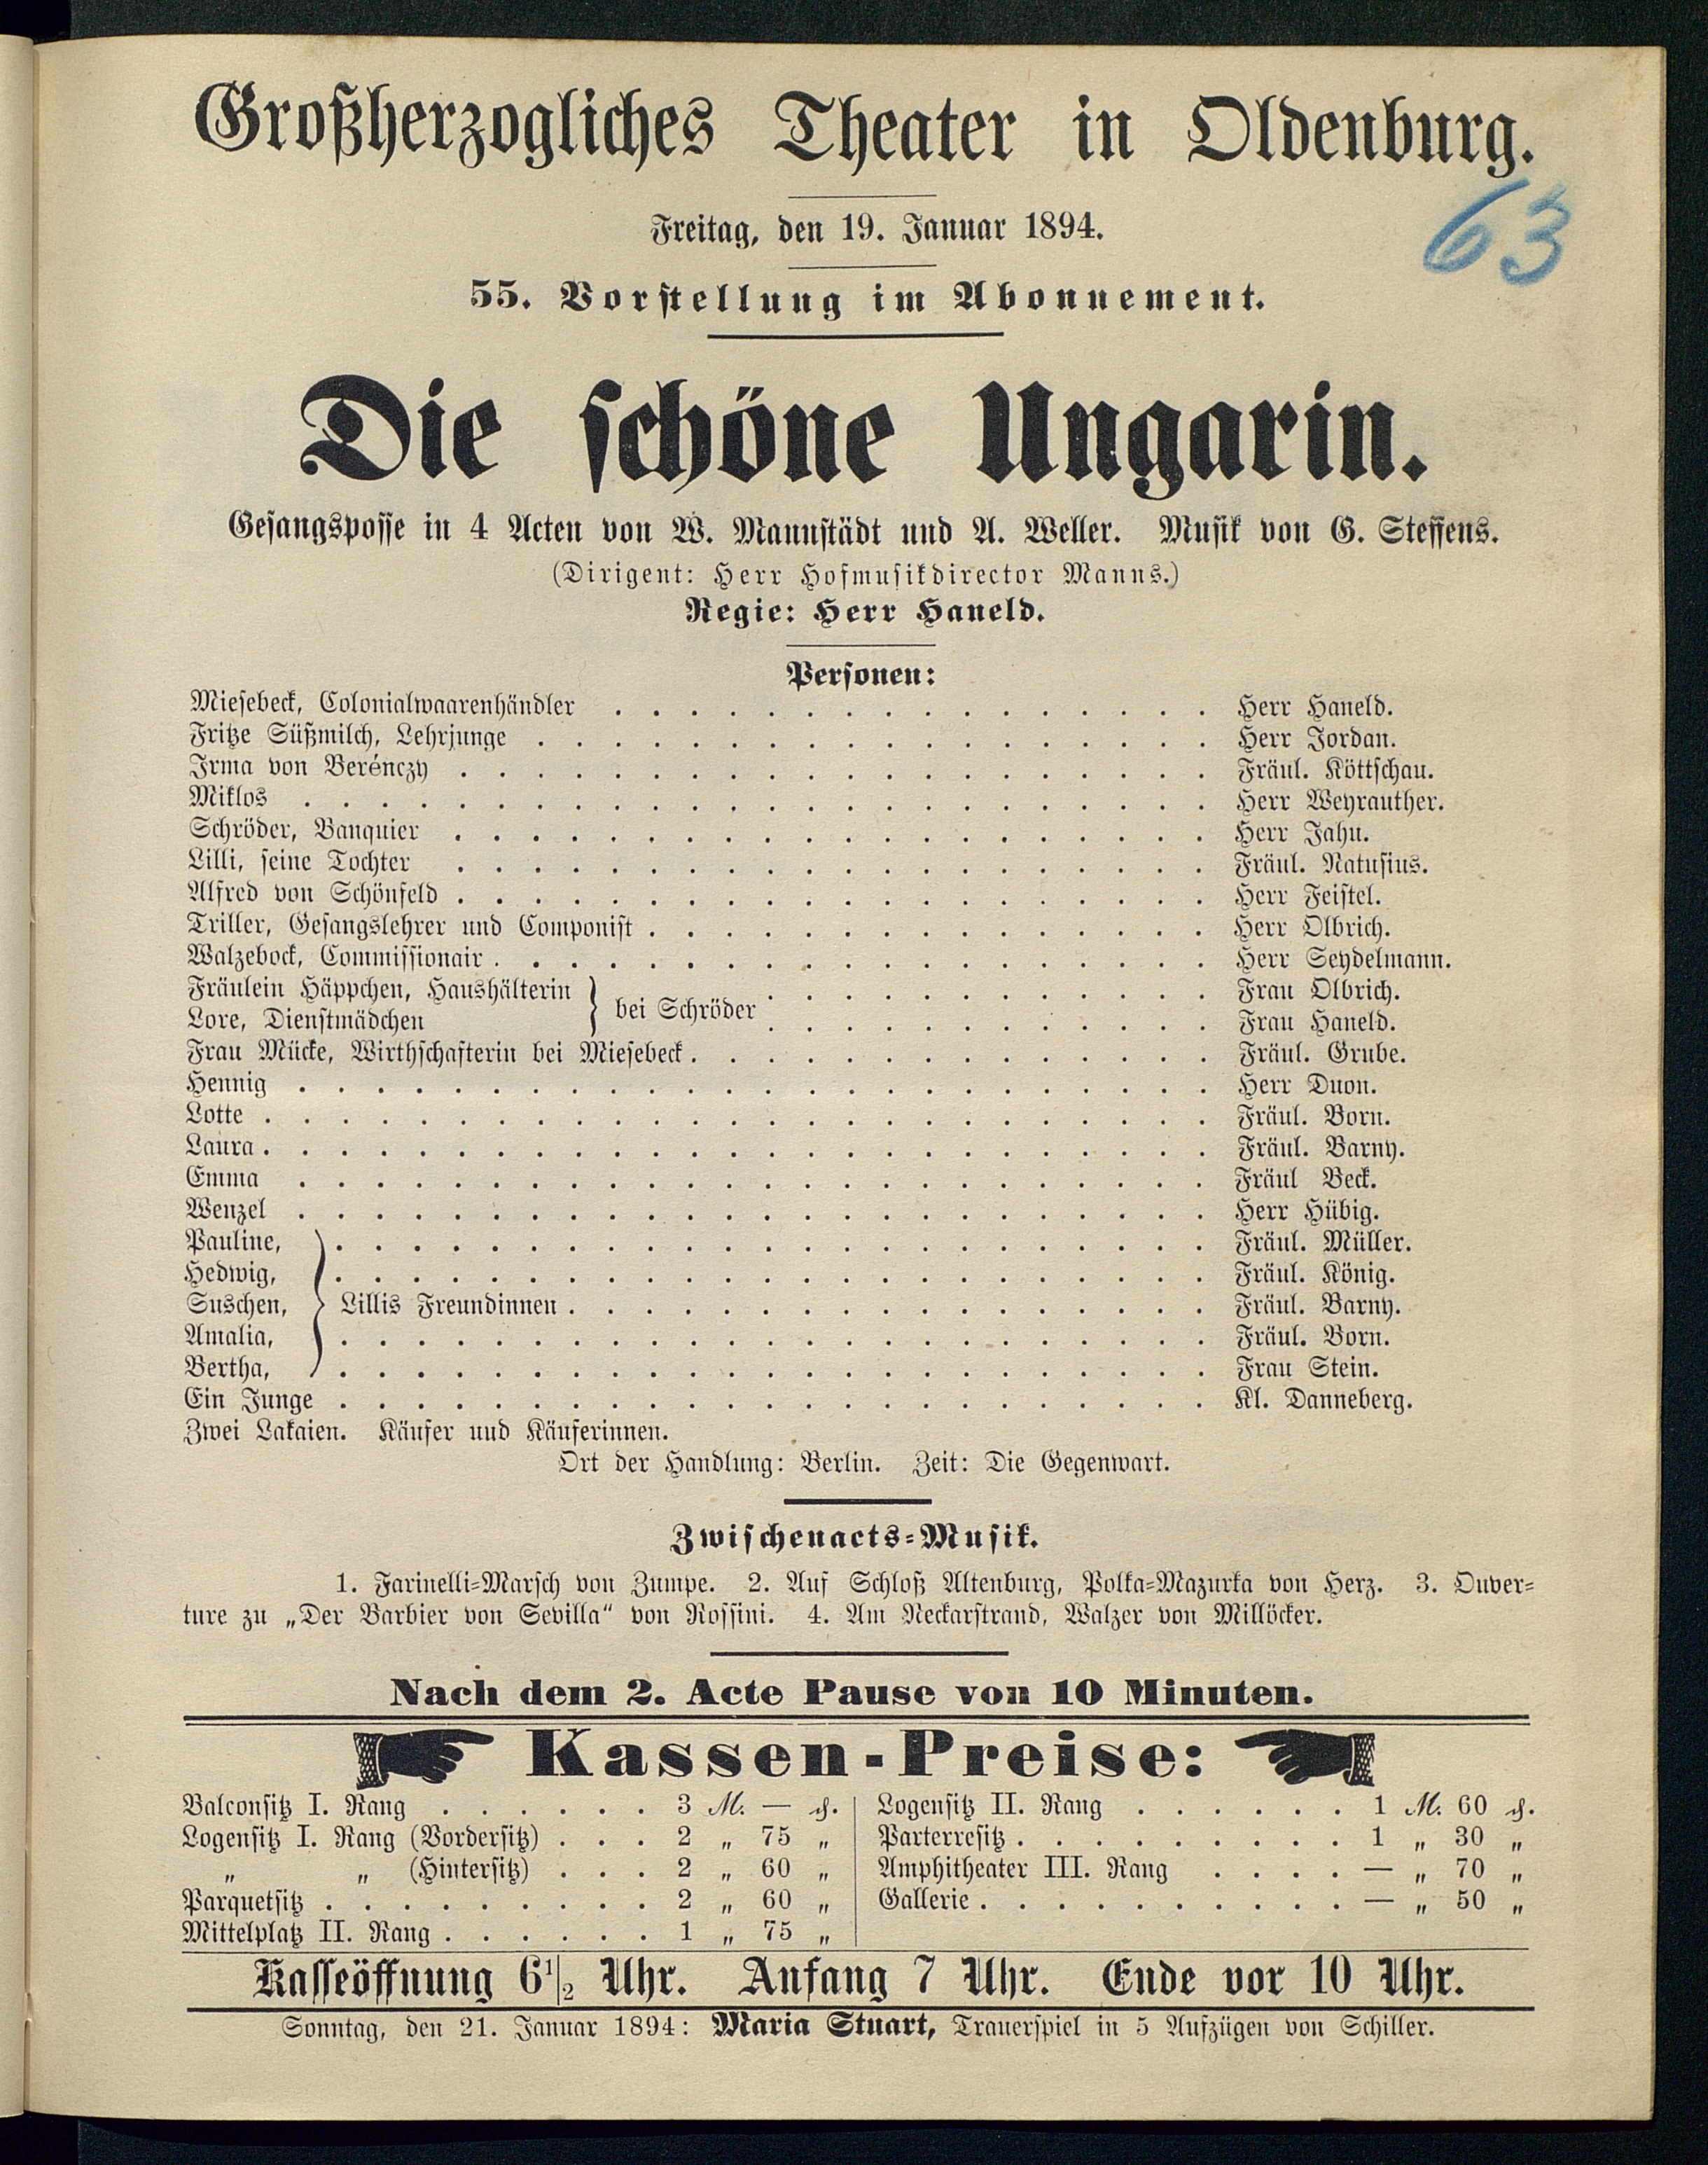 Großherzogliches Theater in Oldenburg.
63
Freitag, den 19. Januar 1894.
55. Vorstellung im Abonnement.
Die schöne Ungarin.
Gesangsposse in 4 Acten von W. Mannstädt und A. Weller. Musik von G. Steffens.
(Dirigent: Herr Hofmusikdirector Manns.)
Regie: Herr Haneld.
Personen:
Miesebeck, Colonialwaarenhändler . . . . . . . . . . . . . . . . Herr Haneld.
Fritze Süßmilch, Lehrjunge . . . . . . . . . . . . . . . . . . Herr Jordan.
Irma von Berénczy . . . . . . . . . . . . . . . . . . . . Fräul. Köttschau.
Miklos . . . . . . . . . . . . . . . . . . . . . . . . Herr Weyrauther.
Schröder, Banquier . . . . . . . . . . . . . . . . . . . . Herr Jahn.
Lilli, seine Tochter . . . . . . . . . . . . . . . . . . . . Fräul. Natusius.
Alfred von Schönfeld . . . . . . . . . . . . . . . . . . . . Herr Feistel.
Triller, Gesangslehrer und Componist . . . . . . . . . . . . . . . Herr Olbrich.
Walzebock, Commissionair . . . . . . . . . . . . . . . . . . . Herr Seydelmann.
Fräulein Häppchen, Haushälterin } bei Schröder . . . . . . . . . . . . Frau Olbrich.
Lore, Dienstmädchen . . . . . . . . . . . . Frau Haneld.
Frau Mücke, Wirthschafterin bei Miesebeck . . . . . . . . . . . . . . Fräul. Grube.
Hennig . . . . . . . . . . . . . . . . . . . . . . . . Herr Duon.
Lotte . . . . . . . . . . . . . . . . . . . . . . . . . Fräul. Born.
Laura . . . . . . . . . . . . . . . . . . . . . . . . . Fräul. Barny.
Emma . . . . . . . . . . . . . . . . . . . . . . . . Fräul Beck.
Wenzel . . . . . . . . . . . . . . . . . . . . . . . . Herr Hübig.
Pauline, . . . . . . . . . . . . . . . . . . . . . . . Fräul. Müller.
Hedwig, . . . . . . . . . . . . . . . . . . . . . . . Fräul. König.
Suschen, } Lillis Freundinnen . . . . . . . . . . . . . . . . . Fräul. Barny.
Amalia, . . . . . . . . . . . . . . . . . . . . . . . Fräul. Born.
Bertha, . . . . . . . . . . . . . . . . . . . . . . . Frau Stein.
Ein Junge . . . . . . . . . . . . . . . . . . . . . . . Kl. Danneberg.
Zwei Lakaien. Käufer und Käuferinnen.
Ort der Handlung: Berlin. Zeit: Die Gegenwart.
Zwischenacts=Musik.
1. Farinelli=Marsch von Zumpe. 2. Auf Schloß Altenburg, Polka=Mazurka von Herz. 3. Ouver=
ture zu „Der Barbier von Sevilla“ von Rossini. 4. Am Neckarstrand, Walzer von Millöcker.
Nach dem 2. Acte Pause von 10 Minuten.
Kassen-Preise:
Balconsitz I. Rang . . . . . . 3 M. — ₰.
Logensitz I. Rang (Vordersitz) . . . 2 „ 75 „
„ „ (Hintersitz) . . . 2 „ 60 „
Parquetsitz . . . . . . . . . 2 „ 60 „
Mittelplatz II. Rang . . . . . . 1 „ 75 „
Logensitz II. Rang . . . . . . 1 M. 60 ₰.
Parterresitz . . . . . . . . . 1 „ 30 „
Amphitheater III. Rang . . . . — „ 70 „
Gallerie . . . . . . . . . . — „ 50 „
Kasseöffnung 6½ Uhr. Anfang 7 Uhr. Ende vor 10 Uhr.
Sonntag, den 21. Januar 1894: Maria Stuart, Trauerspiel in 5 Aufzügen von Schiller.